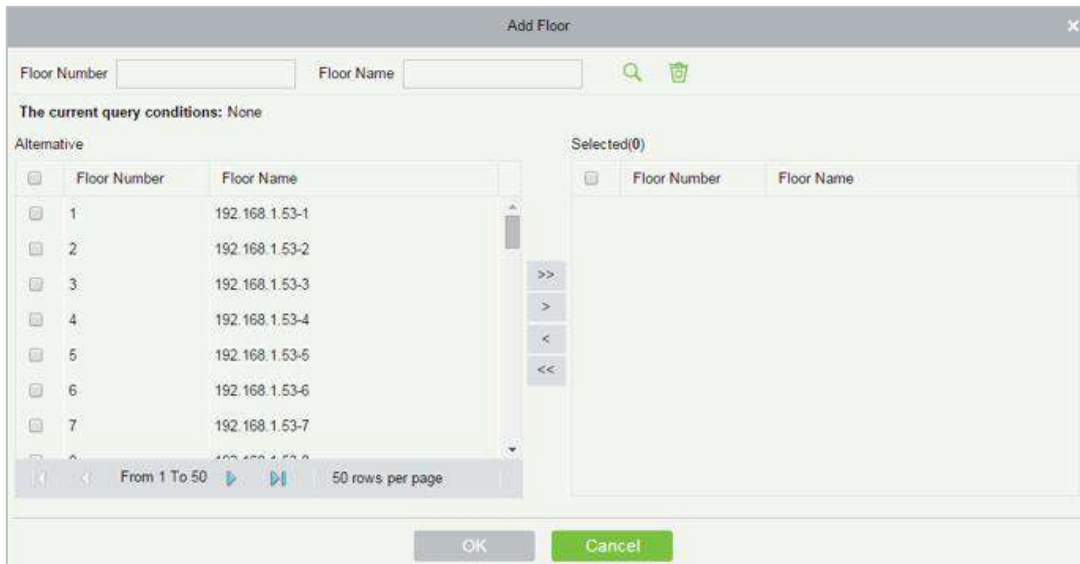 Add Floor
Floor Number Floor Name
The current query conditions: None
Alternative Selected(0)
Floor Number Floor Name Floor Number Floor Name
1 192.168.1.53-1
2 192.168.1.53-2
3 192.168.1.53-3
4 192.168.1.53-4
5 192.168.1.53-5
6 192.168.1.53-6
7 192.168.1.53-7
>>
>
<
<<
From 1 To 50 50 rows per page
OK Cancel